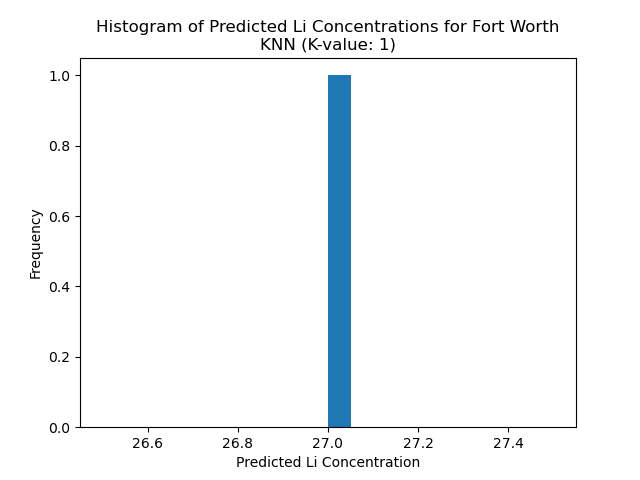 Histogram of Predicted Li Concentrations for Fort Worth
KNN (K-value: 1)
1.0
0.8
0.6
0.4
0.2
0.0
Frequency
26.6 26.8 27.0 27.2 27.4
Predicted Li Concentration